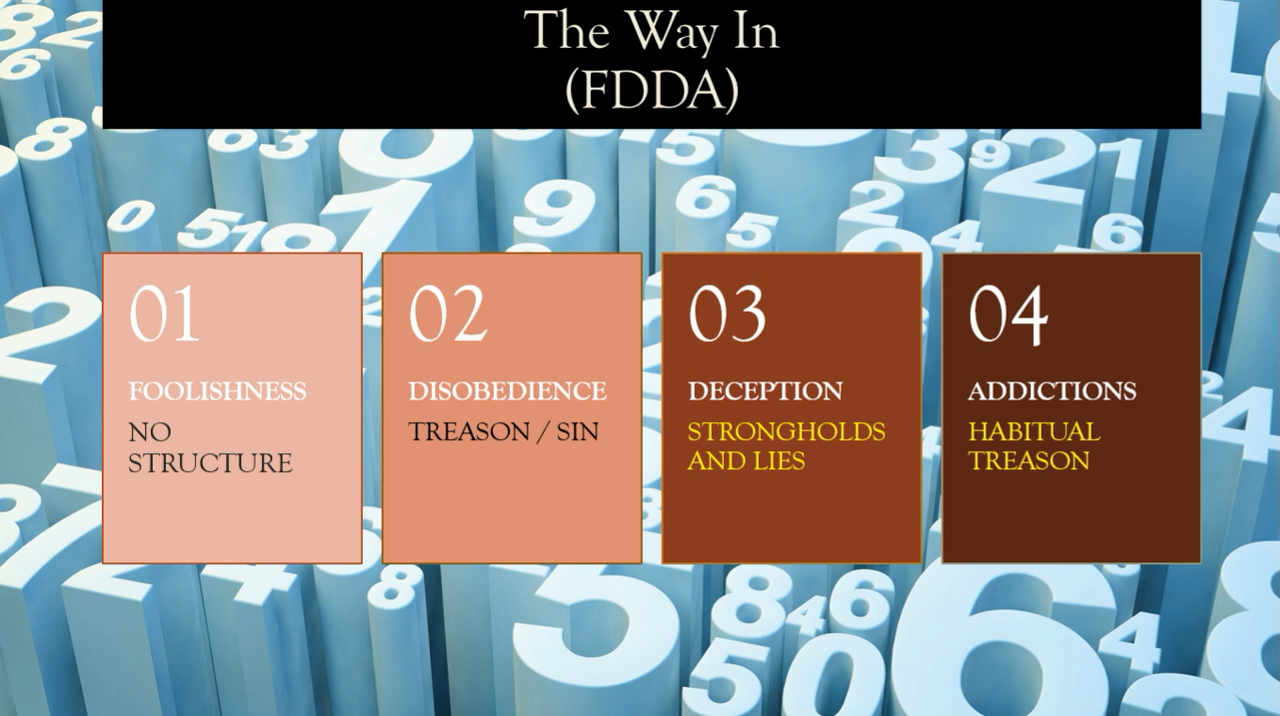 The Way In
(FDDA)
01
FOOLISHNESS
NO
STRUCTURE
02
DISOBEDIENCE
TREASON / SIN
03
DECEPTION
STRONGHOLDS
AND LIES
04
ADDICTIONS
HABITUAL
TREASON